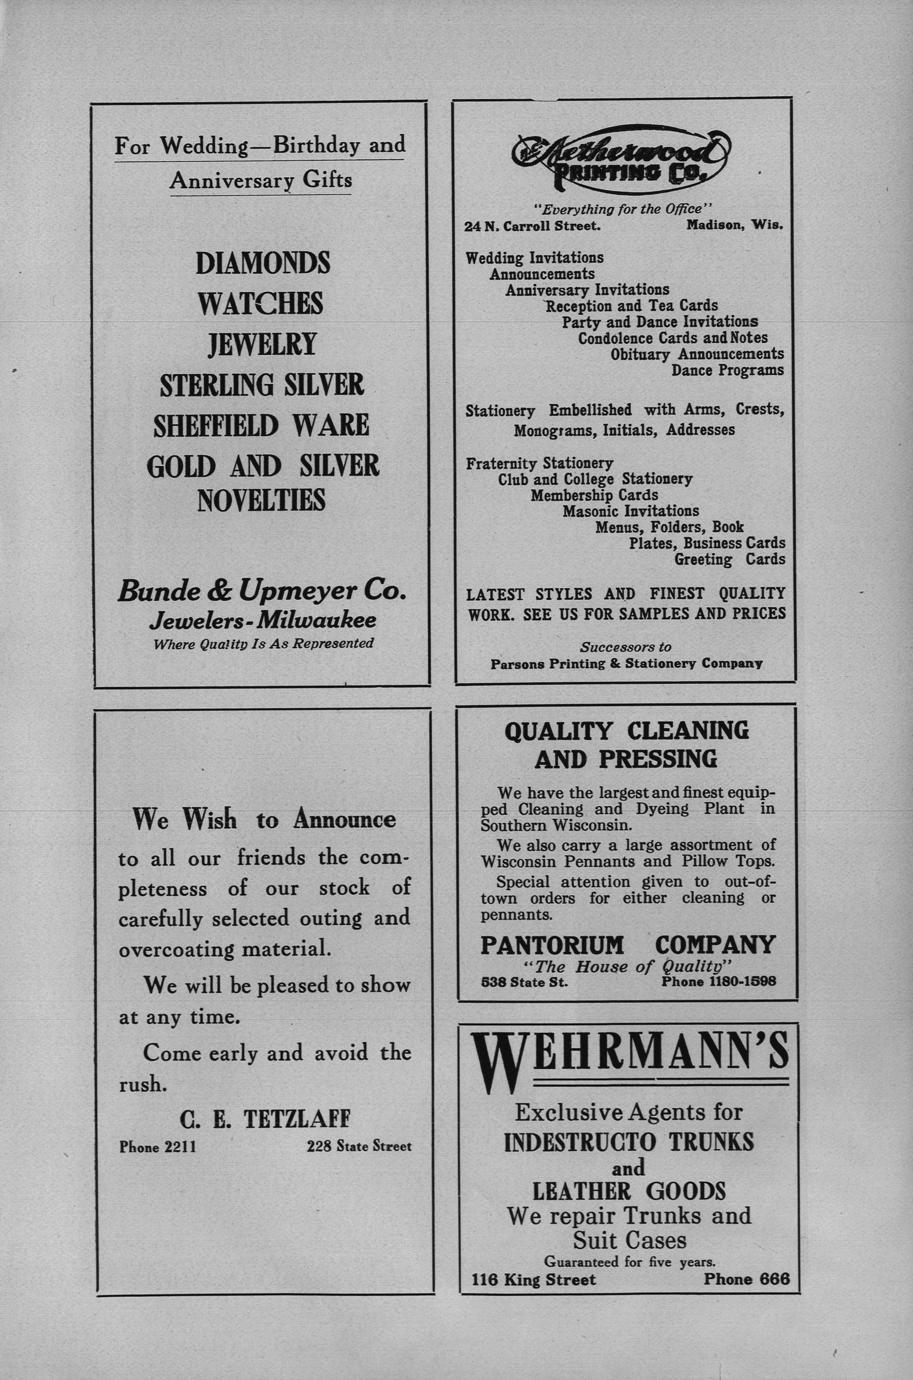 For Wedding—Birthday and
Anniversary Gifts
DIAMONDS
WATCHES
JEWELRY
STERLING SILVER
SHEFFIELD WARE
GOLD AND SILVER
NOVELTIES
Bunde & Upmeyer Co.
Jewelers-Milwaukee
Where Quality Is As Represented
We Wish to Announce
to all our friends the com-
pleteness of our stock of
carefully selected outing and
overcoating material.
We will be pleased to show
at any time.
Come early and avoid the
rush.
C. E. TETZLAFF
Phone 2211 228 State Street
The Netherwood
PRINTING CO.
"Everything for the Office"
24 N. Carroll Street. Madison, Wis.
Wedding Invitations
Announcements
Anniversary Invitations
Reception and Tea Cards
Party and Dance Invitations
Condolence Cards and Notes
Obituary Announcements
Dance Programs
Stationery Embellished with Arms, Crests,
Monograms, Initials, Addresses
Fraternity Stationery
Club and College Stationery
Membership Cards
Masonic Invitations
Menus, Folders, Book
Plates, Business Cards
Greeting Cards
LATEST STYLES AND FINEST QUALITY
WORK. SEE US FOR SAMPLES AND PRICES
Successors to
Parsons Printing & Stationery Company
QUALITY CLEANING
AND PRESSING
We have the largest and finest equip-
ped Cleaning and Dyeing Plant in
Southern Wisconsin.
We also carry a large assortment of
Wisconsin Pennants and Pillow Tops.
Special attention given to out-of-
town orders for either cleaning or
pennants.
PANTORIUM COMPANY
"The House of Quality"
538 State St. Phone 1180-1598
WEHRMANN'S
Exclusive Agents for
INDESTRUCTO TRUNKS
and
LEATHER GOODS
We repair Trunks and
Suit Cases
Guaranteed for five years.
116 King Street Phone 666